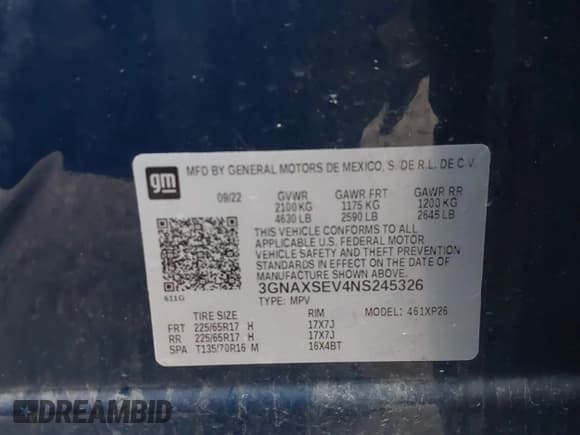 gm
MFD BY GENERAL MOTORS DE MEXICO, S. DE R.L. DE C.V.
09/22 GVWR GAWR FRT GAWR RR
2100 KG 1175 KG 1200 KG
4630 LB 2590 LB 2645 LB
THIS VEHICLE CONFORMS TO ALL
APPLICABLE U.S. FEDERAL MOTOR
VEHICLE SAFETY AND THEFT PREVENTION
STANDARDS IN EFFECT ON THE DATE OF
MANUFACTURE SHOWN ABOVE.
3GNAXSEV4NS245326
611G
TYPE: MPV MODEL: 461XP26
TIRE SIZE RIM
FRT 225/65R17 H 17X7J
RR 225/65R17 H 17X7J
SPA T135/70R16 M 16X4BT
DREAMBID